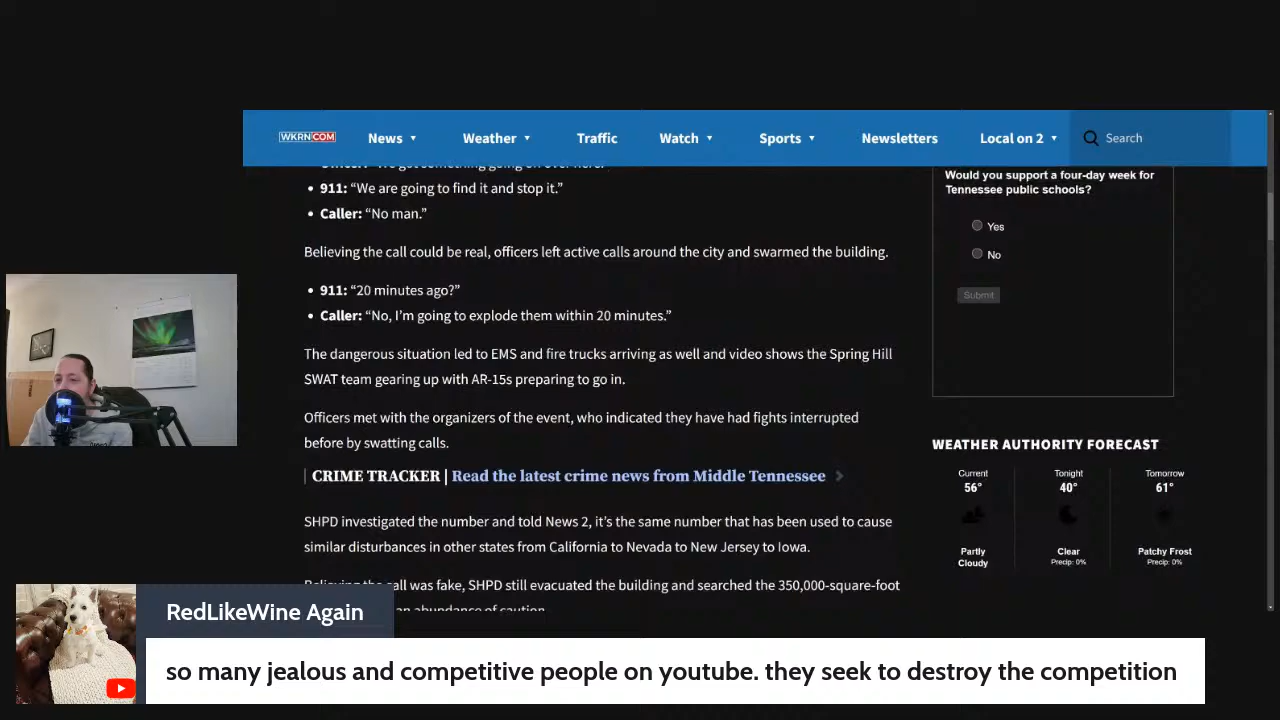 WKRN.COM News Weather Traffic Watch Sports Newsletters Local on 2 Search
911: “We are going to find it and stop it.”
Caller: “No man.”
Believing the call could be real, officers left active calls around the city and swarmed the building.
911: “20 minutes ago?”
Caller: “No, I’m going to explode them within 20 minutes.”
The dangerous situation led to EMS and fire trucks arriving as well and video shows the Spring Hill
SWAT team gearing up with AR-15s preparing to go in.
Officers met with the organizers of the event, who indicated they have had fights interrupted
before by swatting calls.
CRIME TRACKER | Read the latest crime news from Middle Tennessee
SHPD investigated the number and told News 2, it’s the same number that has been used to cause
similar disturbances in other states from California to Nevada to New Jersey to Iowa.
Believing the call was fake, SHPD still evacuated the building and searched the 350,000-square-foot
an abundance of caution.
Would you support a four-day week for
Tennessee public schools?
Yes
No
Submit
WEATHER AUTHORITY FORECAST
Current Tonight Tomorrow
56° 40° 61°
Partly Clear Patchy Frost
Cloudy Precip: 0% Precip: 0%
RedLikeWine Again
so many jealous and competitive people on youtube. they seek to destroy the competition